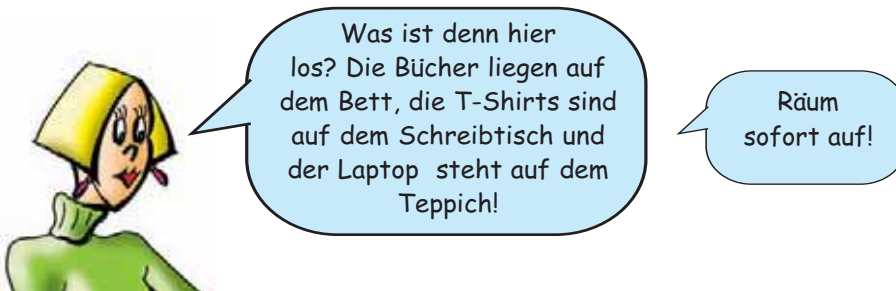 Was ist denn hier
los? Die Bücher liegen auf
dem Bett, die T-Shirts sind
auf dem Schreibtisch und
der Laptop steht auf dem
Teppich!
Räum
sofort auf!